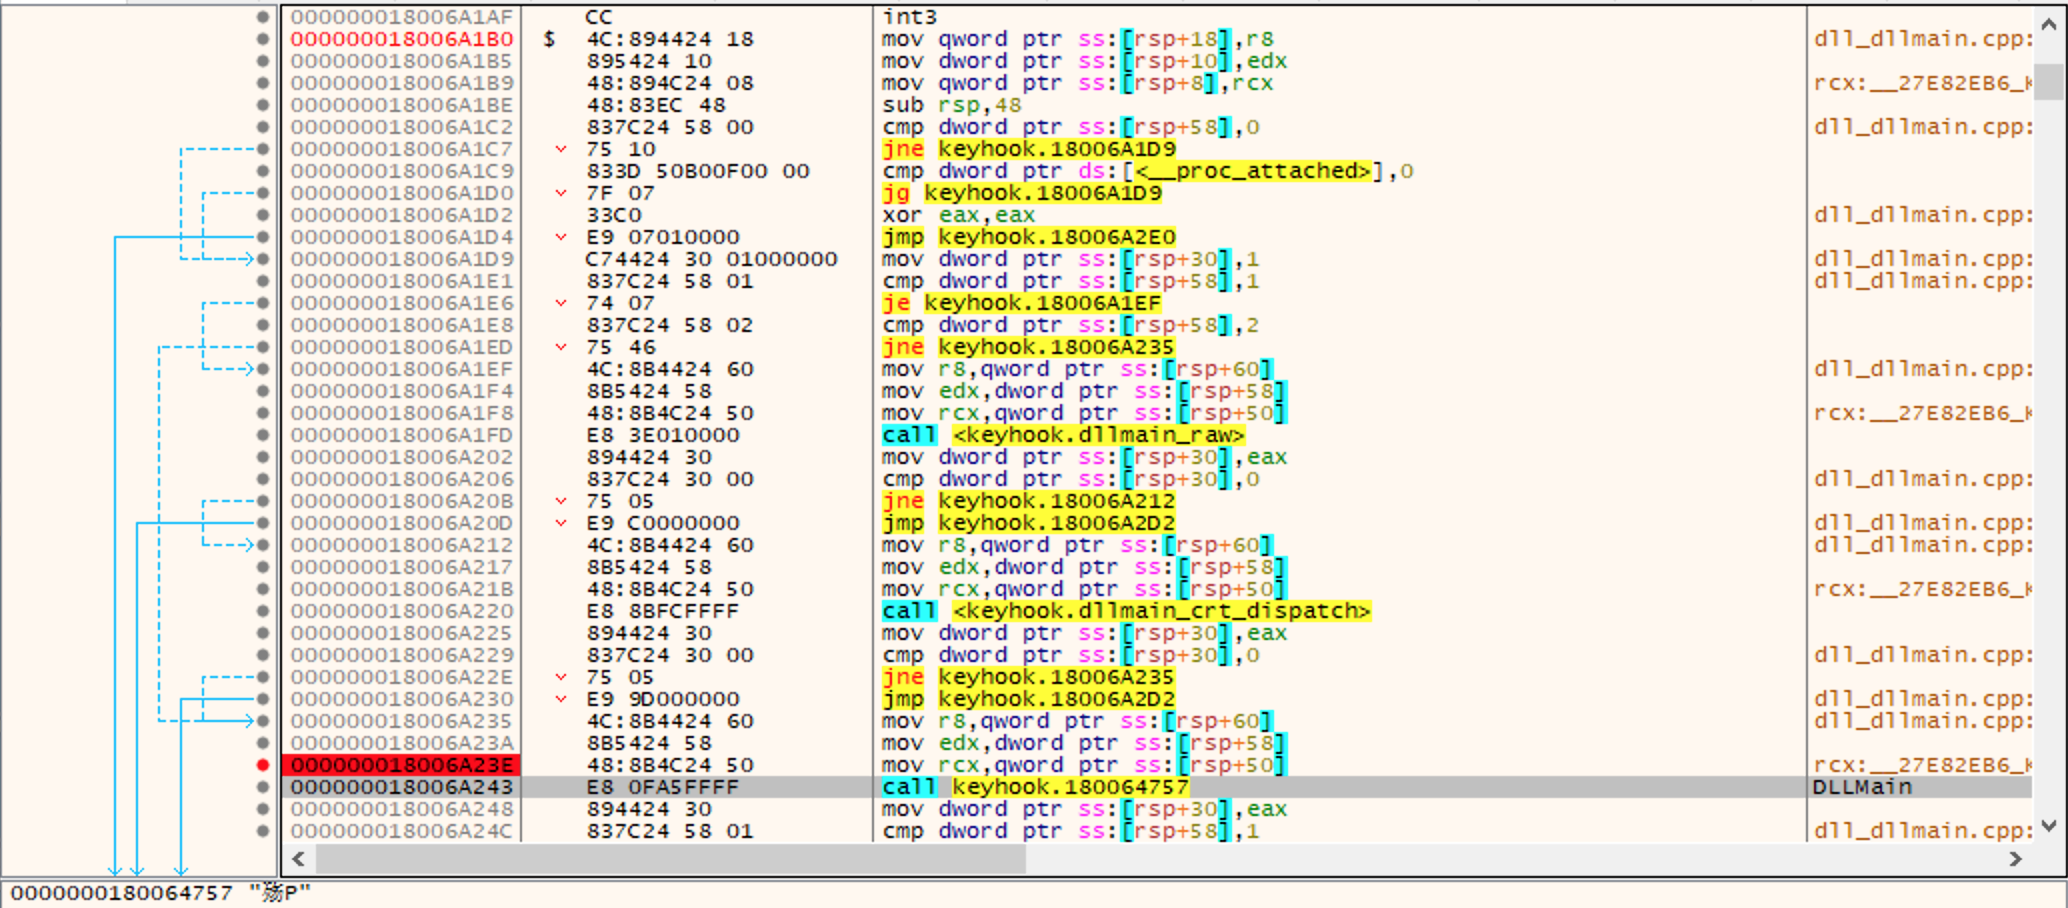 000000018006A1AF CC int3
000000018006A1B0 $ 4C:894424 18 mov qword ptr ss:[rsp+18],r8 dll_dllmain.cpp:
000000018006A1B5 895424 10 mov dword ptr ss:[rsp+10],edx
000000018006A1B9 48:894C24 08 mov qword ptr ss:[rsp+8],rcx rcx:__27E82EB6_K
000000018006A1BE 48:83EC 48 sub rsp,48
000000018006A1C2 837C24 58 00 cmp dword ptr ss:[rsp+58],0 dll_dllmain.cpp:
000000018006A1C7 75 10 jne keyhook.18006A1D9
000000018006A1C9 833D 50B00F00 00 cmp dword ptr ds:[<__proc_attached>],0
000000018006A1D0 7F 07 jg keyhook.18006A1D9
000000018006A1D2 33C0 xor eax,eax dll_dllmain.cpp:
000000018006A1D4 E9 07010000 jmp keyhook.18006A2E0
000000018006A1D9 C74424 30 01000000 mov dword ptr ss:[rsp+30],1 dll_dllmain.cpp:
000000018006A1E1 837C24 58 01 cmp dword ptr ss:[rsp+58],1 dll_dllmain.cpp:
000000018006A1E6 74 07 je keyhook.18006A1EF
000000018006A1E8 837C24 58 02 cmp dword ptr ss:[rsp+58],2
000000018006A1ED 75 46 jne keyhook.18006A235
000000018006A1EF 4C:8B4424 60 mov r8,qword ptr ss:[rsp+60] dll_dllmain.cpp:
000000018006A1F4 8B5424 58 mov edx,dword ptr ss:[rsp+58]
000000018006A1F8 48:8B4C24 50 mov rcx,qword ptr ss:[rsp+50] rcx:__27E82EB6_K
000000018006A1FD E8 3E010000 call <keyhook.dllmain_raw>
000000018006A202 894424 30 mov dword ptr ss:[rsp+30],eax
000000018006A206 837C24 30 00 cmp dword ptr ss:[rsp+30],0 dll_dllmain.cpp:
000000018006A20B 75 05 jne keyhook.18006A212
000000018006A20D E9 C0000000 jmp keyhook.18006A2D2 dll_dllmain.cpp:
000000018006A212 4C:8B4424 60 mov r8,qword ptr ss:[rsp+60] dll_dllmain.cpp:
000000018006A217 8B5424 58 mov edx,dword ptr ss:[rsp+58]
000000018006A21B 48:8B4C24 50 mov rcx,qword ptr ss:[rsp+50] rcx:__27E82EB6_K
000000018006A220 E8 8BFCFFFF call <keyhook.dllmain_crt_dispatch>
000000018006A225 894424 30 mov dword ptr ss:[rsp+30],eax
000000018006A229 837C24 30 00 cmp dword ptr ss:[rsp+30],0 dll_dllmain.cpp:
000000018006A22E 75 05 jne keyhook.18006A235
000000018006A230 E9 9D000000 jmp keyhook.18006A2D2 dll_dllmain.cpp:
000000018006A235 4C:8B4424 60 mov r8,qword ptr ss:[rsp+60] dll_dllmain.cpp:
000000018006A23A 8B5424 58 mov edx,dword ptr ss:[rsp+58]
000000018006A23E 48:8B4C24 50 mov rcx,qword ptr ss:[rsp+50] rcx:__27E82EB6_K
000000018006A243 E8 0FA5FFFF call keyhook.180064757 DLLMain
000000018006A248 894424 30 mov dword ptr ss:[rsp+30],eax
000000018006A24C 837C24 58 01 cmp dword ptr ss:[rsp+58],1 dll_dllmain.cpp:
0000000180064757